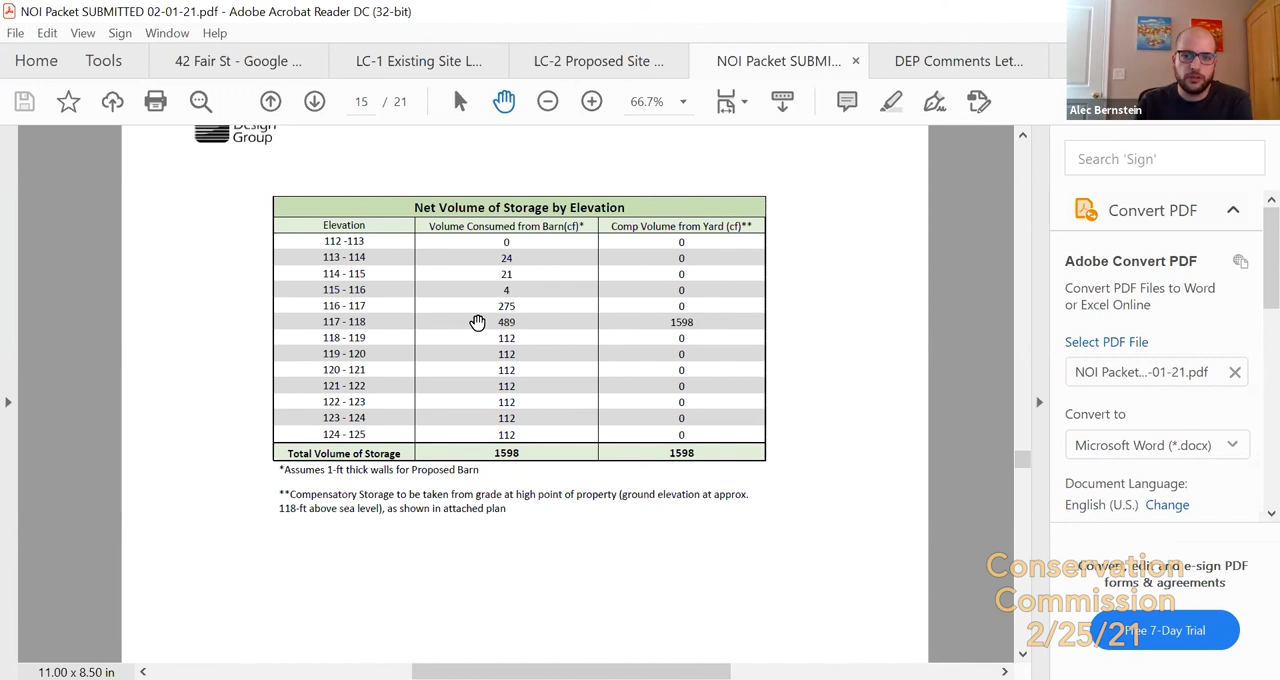 NOI Packet SUBMITTED 02-01-21.pdf - Adobe Acrobat Reader DC (32-bit)
File Edit View Sign Window Help
Home Tools 42 Fair St - Google ... LC-1 Existing Site L... LC-2 Proposed Site ... NOI Packet SUBMI... × DEP Comments Let...
15 / 21 66.7%
Alec Bernstein
Design
Group
Net Volume of Storage by Elevation
Elevation Volume Consumed from Barn(cf)* Comp Volume from Yard (cf)**
112 -113 0 0
113 - 114 24 0
114 - 115 21 0
115 - 116 4 0
116 - 117 275 0
117 - 118 489 1598
118 - 119 112 0
119 - 120 112 0
120 - 121 112 0
121 - 122 112 0
122 - 123 112 0
123 - 124 112 0
124 - 125 112 0
Total Volume of Storage 1598 1598
*Assumes 1-ft thick walls for Proposed Barn
**Compensatory Storage to be taken from grade at high point of property (ground elevation at approx.
118-ft above sea level), as shown in attached plan
11.00 x 8.50 in
Search 'Sign'
Convert PDF
Adobe Convert PDF
Convert PDF Files to Word
or Excel Online
Select PDF File
NOI Packet...-01-21.pdf
Convert to
Microsoft Word (*.docx)
Document Language:
English (U.S.) Change
Convert, edit and e-sign PDF
forms & agreements
Free 7-Day Trial
Conservation
Commission
2/25/21